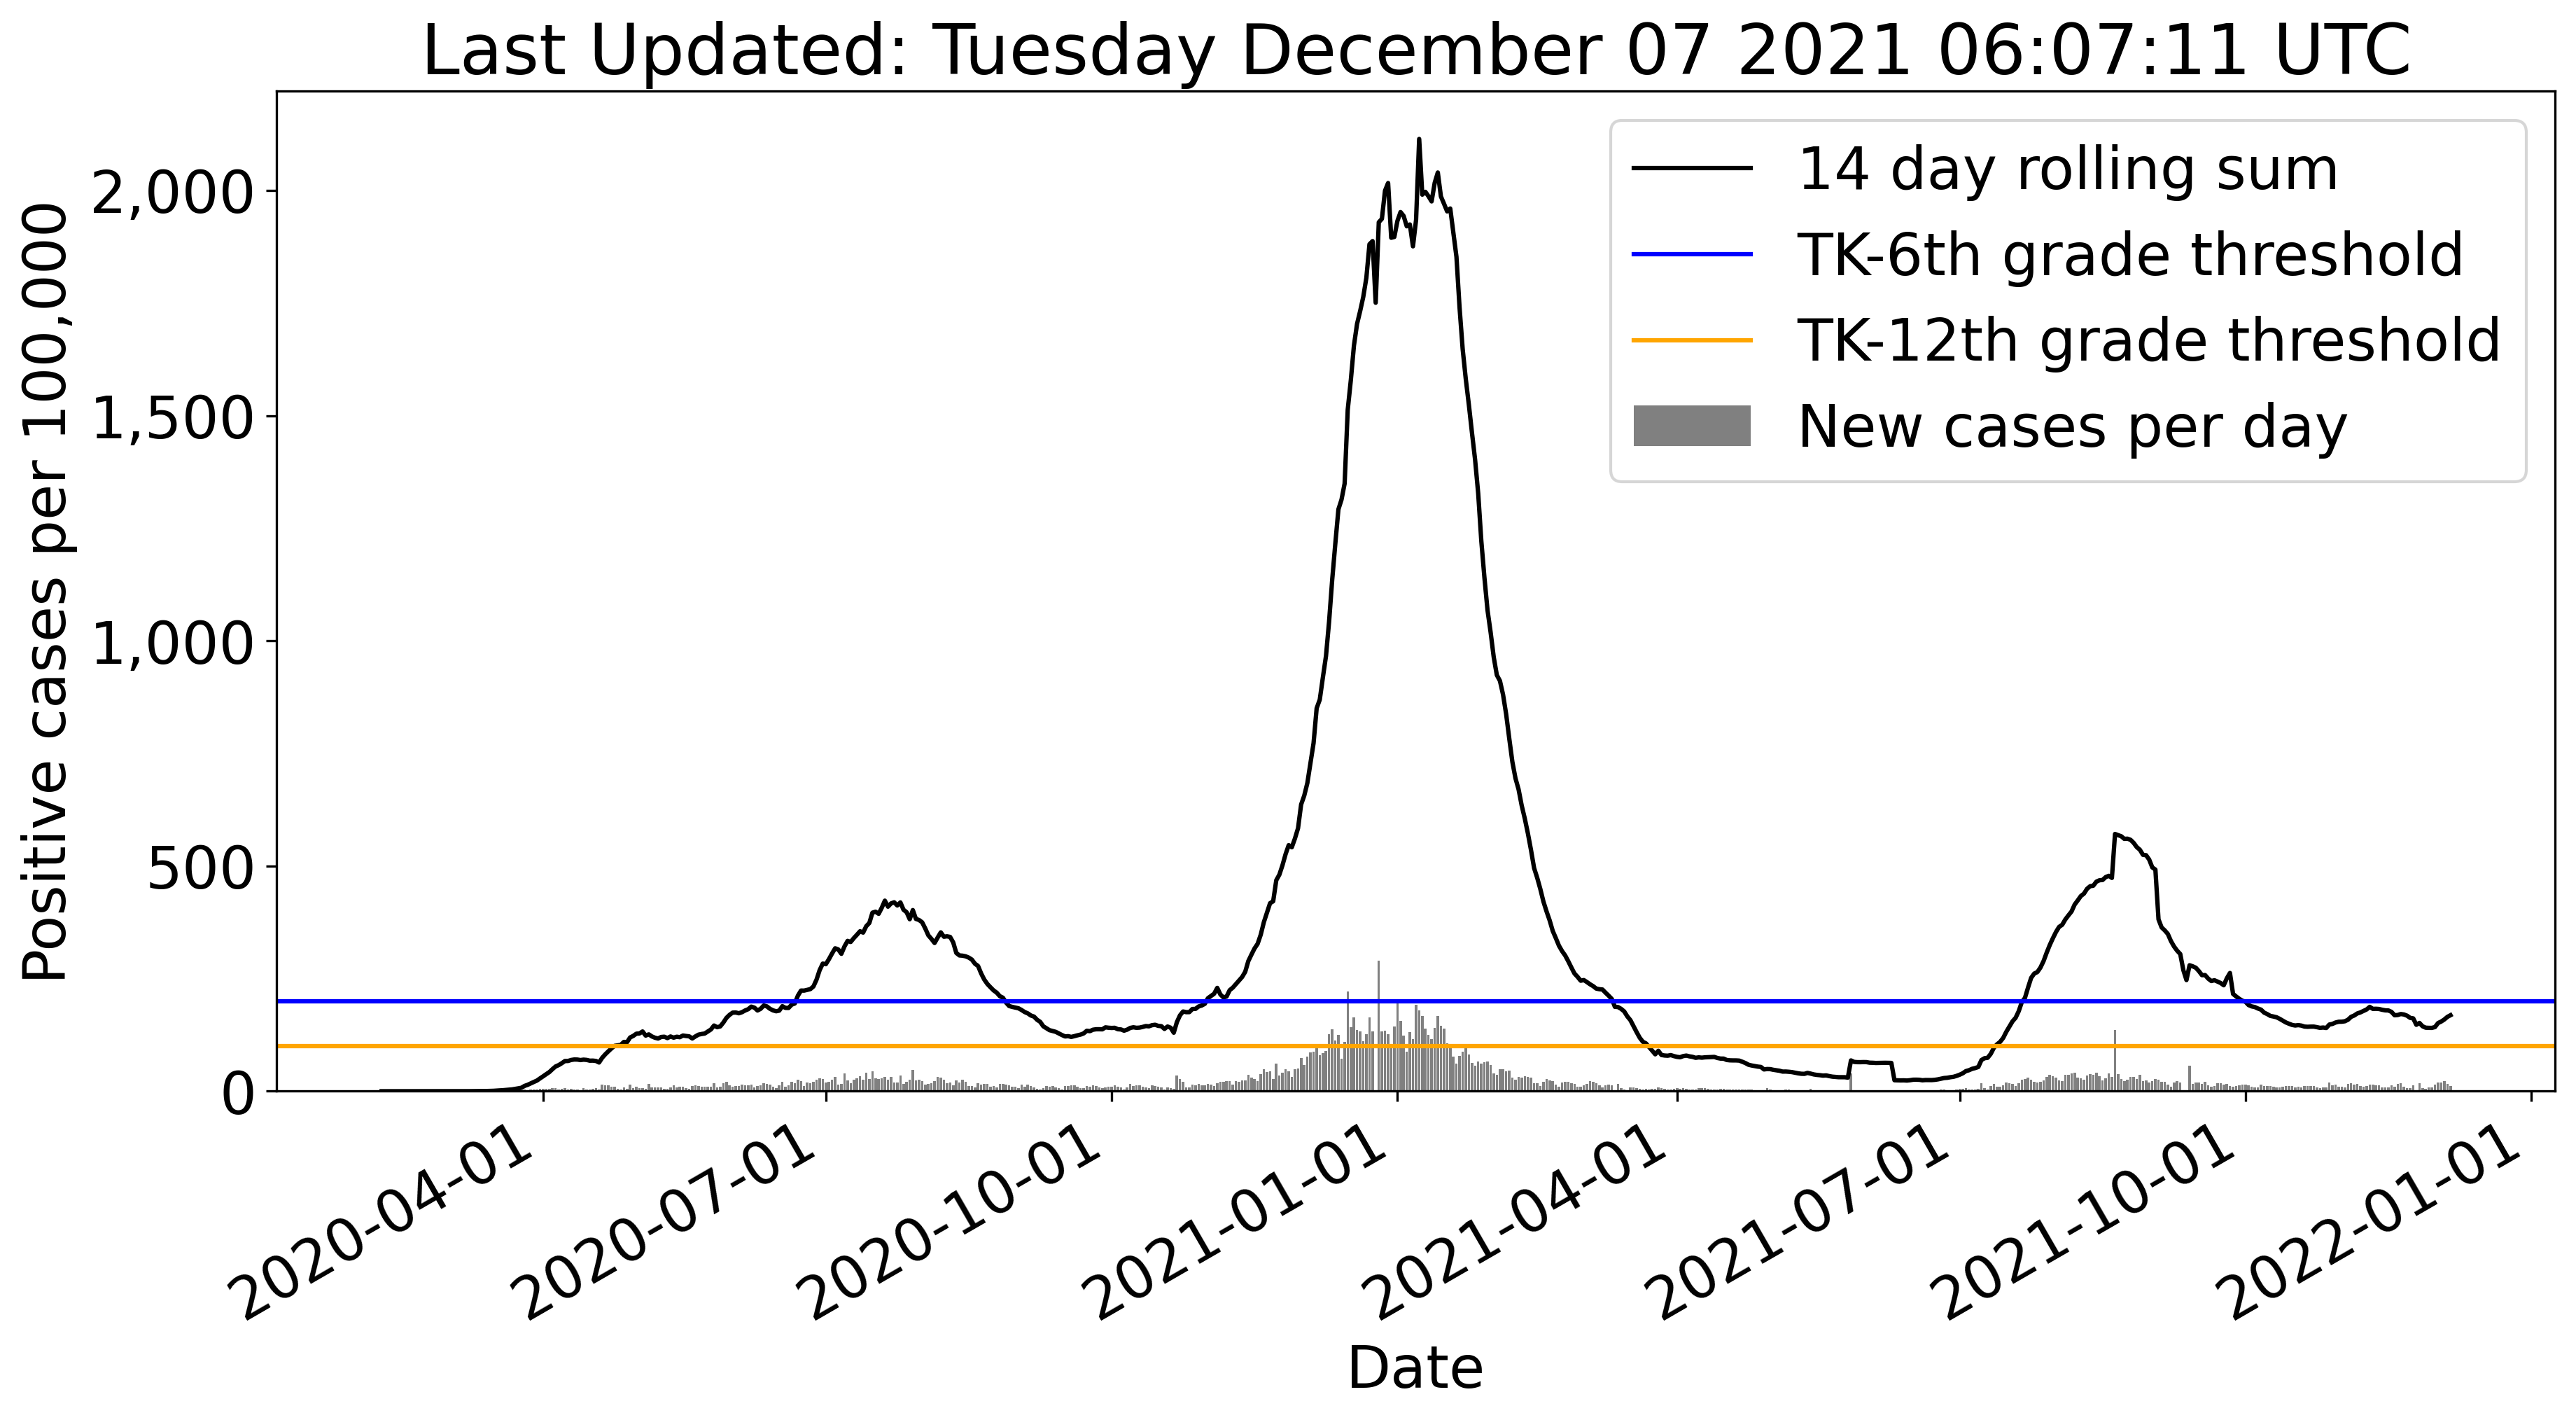 Last Updated: Tuesday December 07 2021 06:07:11 UTC
Positive cases per 100,000
2,000
1,500
1,000
500
0
14 day rolling sum
TK-6th grade threshold
TK-12th grade threshold
New cases per day
2020-04-01
2020-07-01
2020-10-01
2021-01-01
2021-04-01
2021-07-01
2021-10-01
2022-01-01
Date